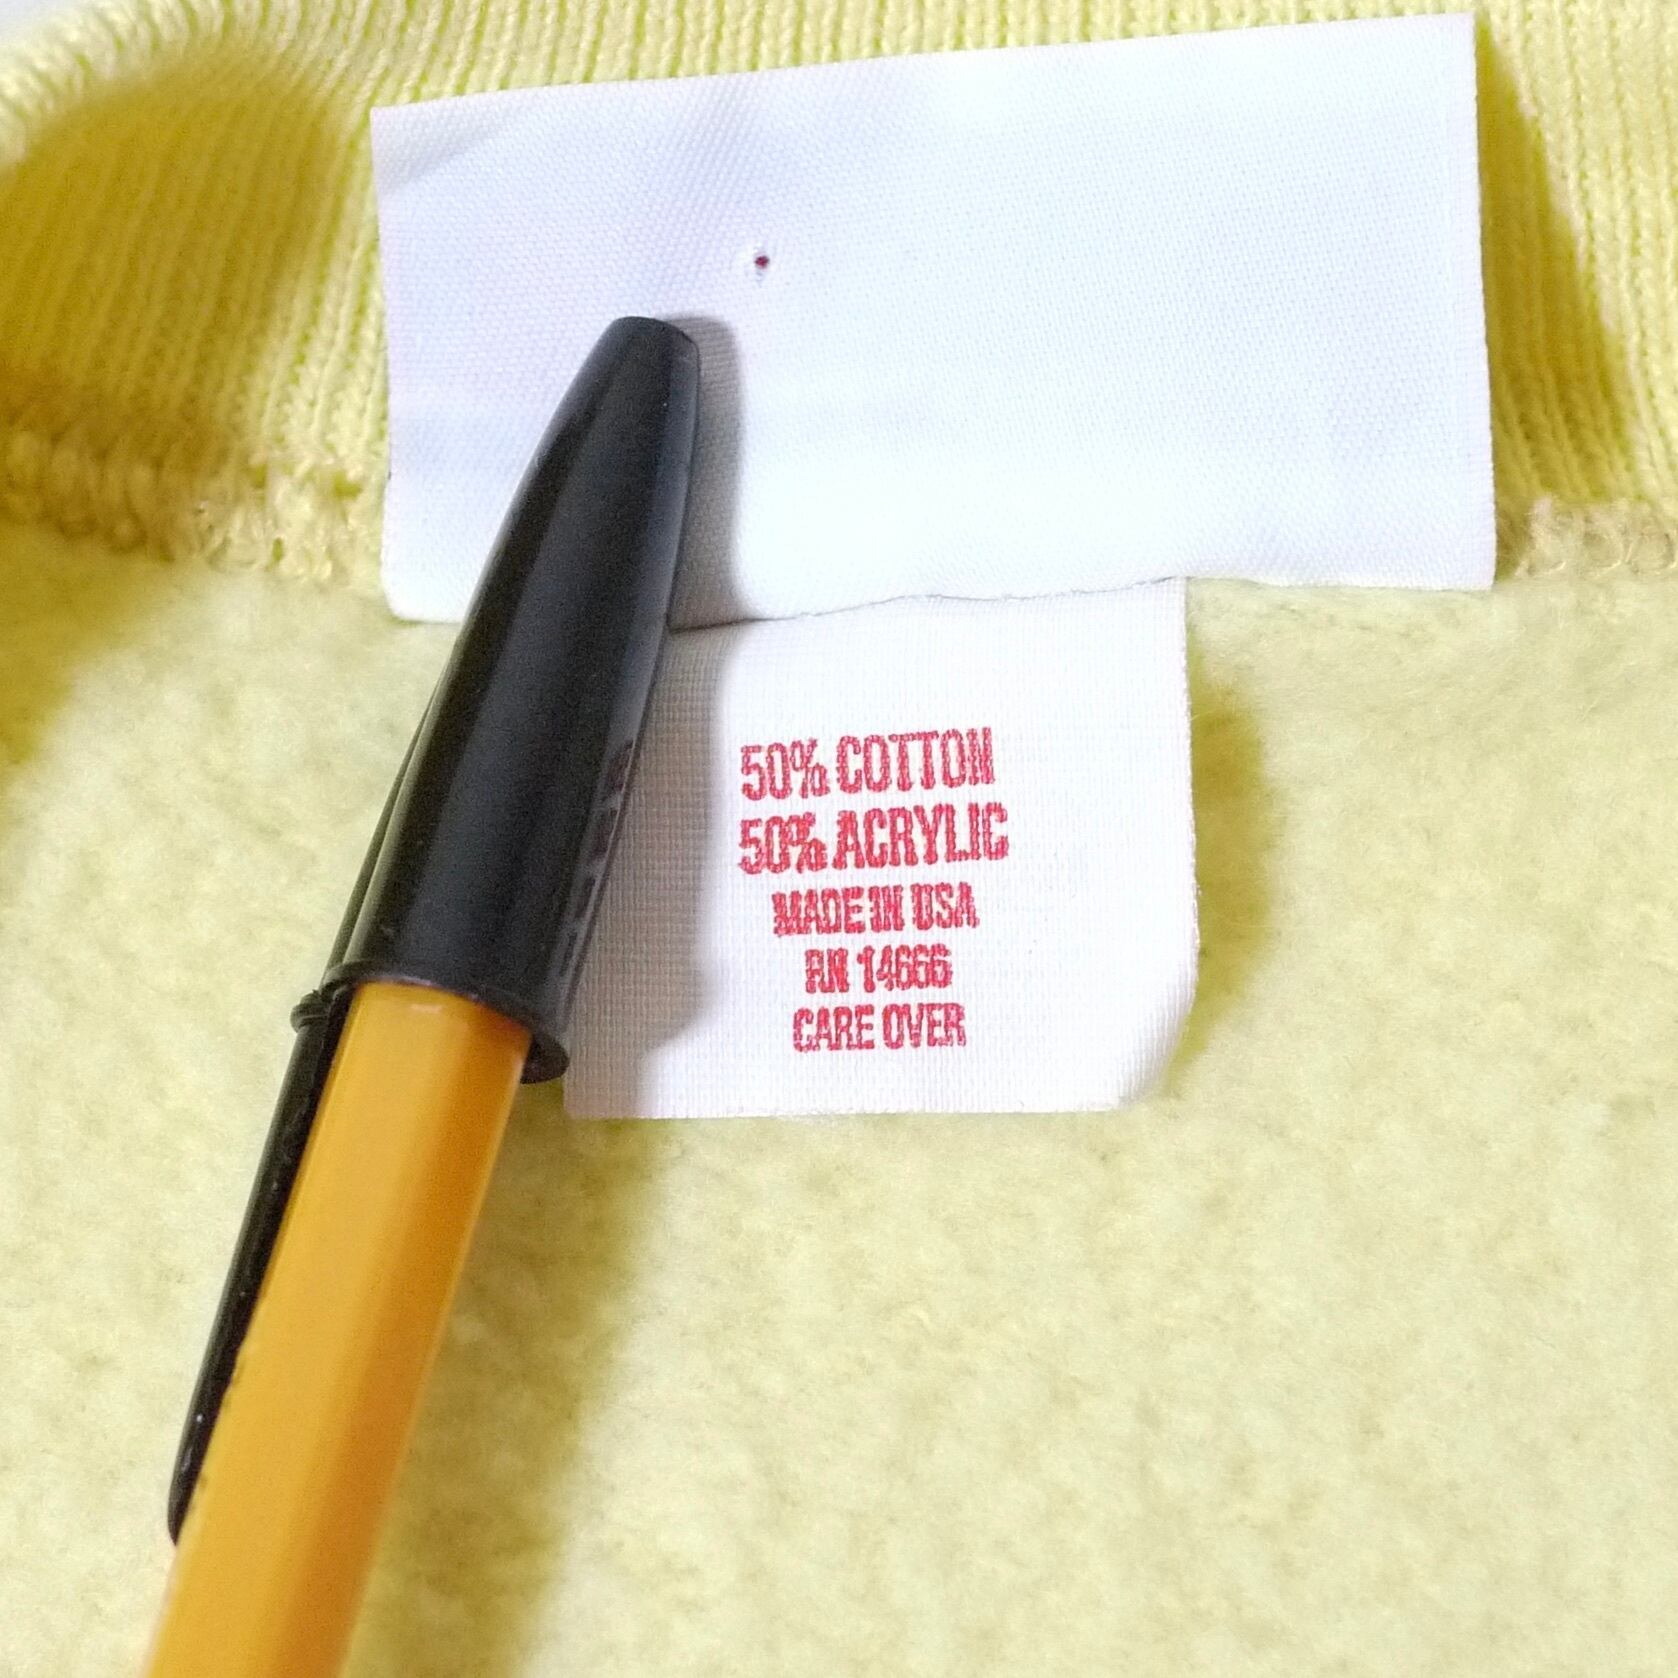 50% COTTON
50% ACRYLIC
MADE IN USA
RN 14666
CARE OVER